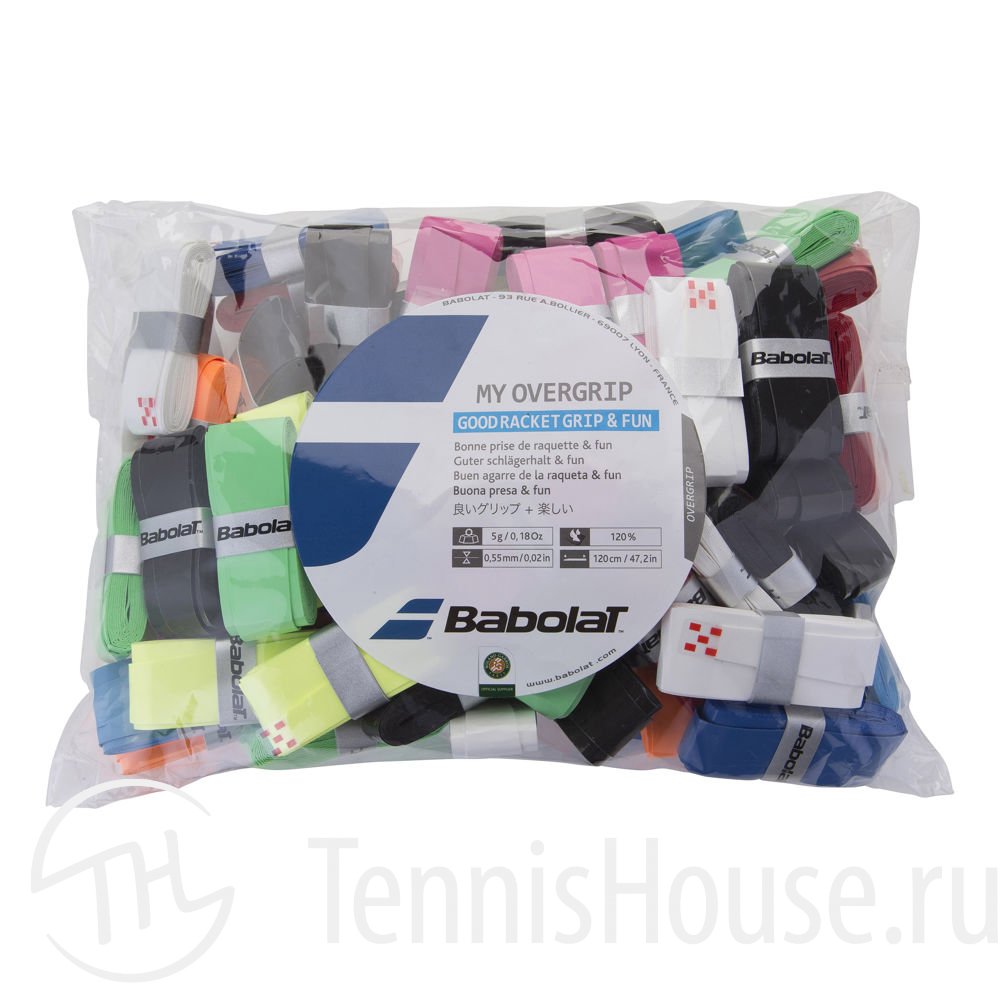 BABOLAT - 93 RUE A.BOLLIER - 69007 LYON - FRANCE
MY OVERGRIP
GOOD RACKET GRIP & FUN
Bonne prise de raquette & fun
Guter schlägerhalt & fun
Buen agarre de la raqueta & fun
Buona presa & fun
良いグリップ + 楽しい
OVERGRIP
5g / 0,18Oz
120%
0,55mm/0,02in
120cm / 47,2in
BabolaT
www.babolat.com
OFFICIAL SUPPLIER
BabolaT
BabolaT
BabolaT
BabolaT
TH TennisHouse.ru